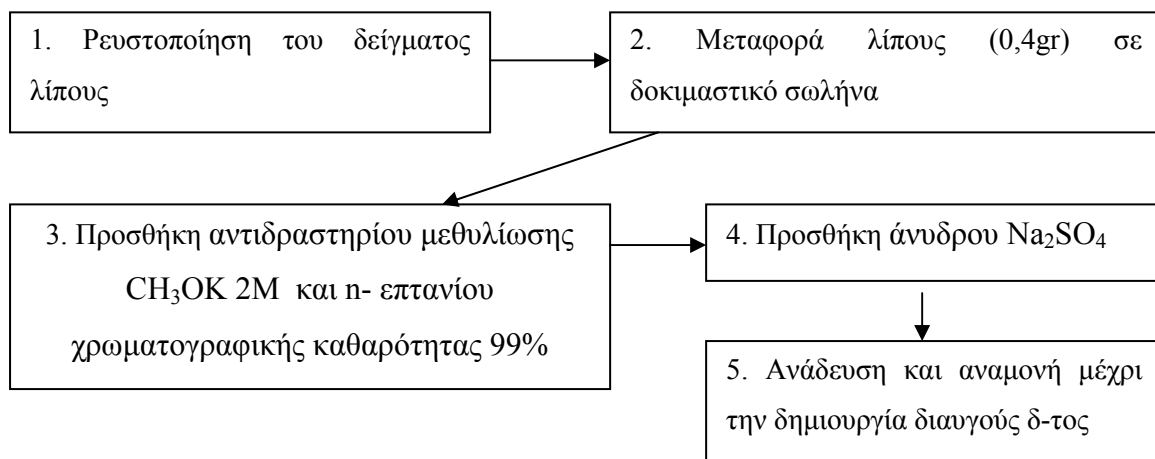 1. Ρευστοποίηση του δείγματος
λίπους
2. Μεταφορά λίπους (0,4gr) σε
δοκιμαστικό σωλήνα
3. Προσθήκη αντιδραστηρίου μεθυλίωσης
CH₃OK 2M και n- επτανίου
χρωματογραφικής καθαρότητας 99%
4. Προσθήκη άνυδρου Na₂SO₄
5. Ανάδευση και αναμονή μέχρι
την δημιουργία διαυγούς δ-τος